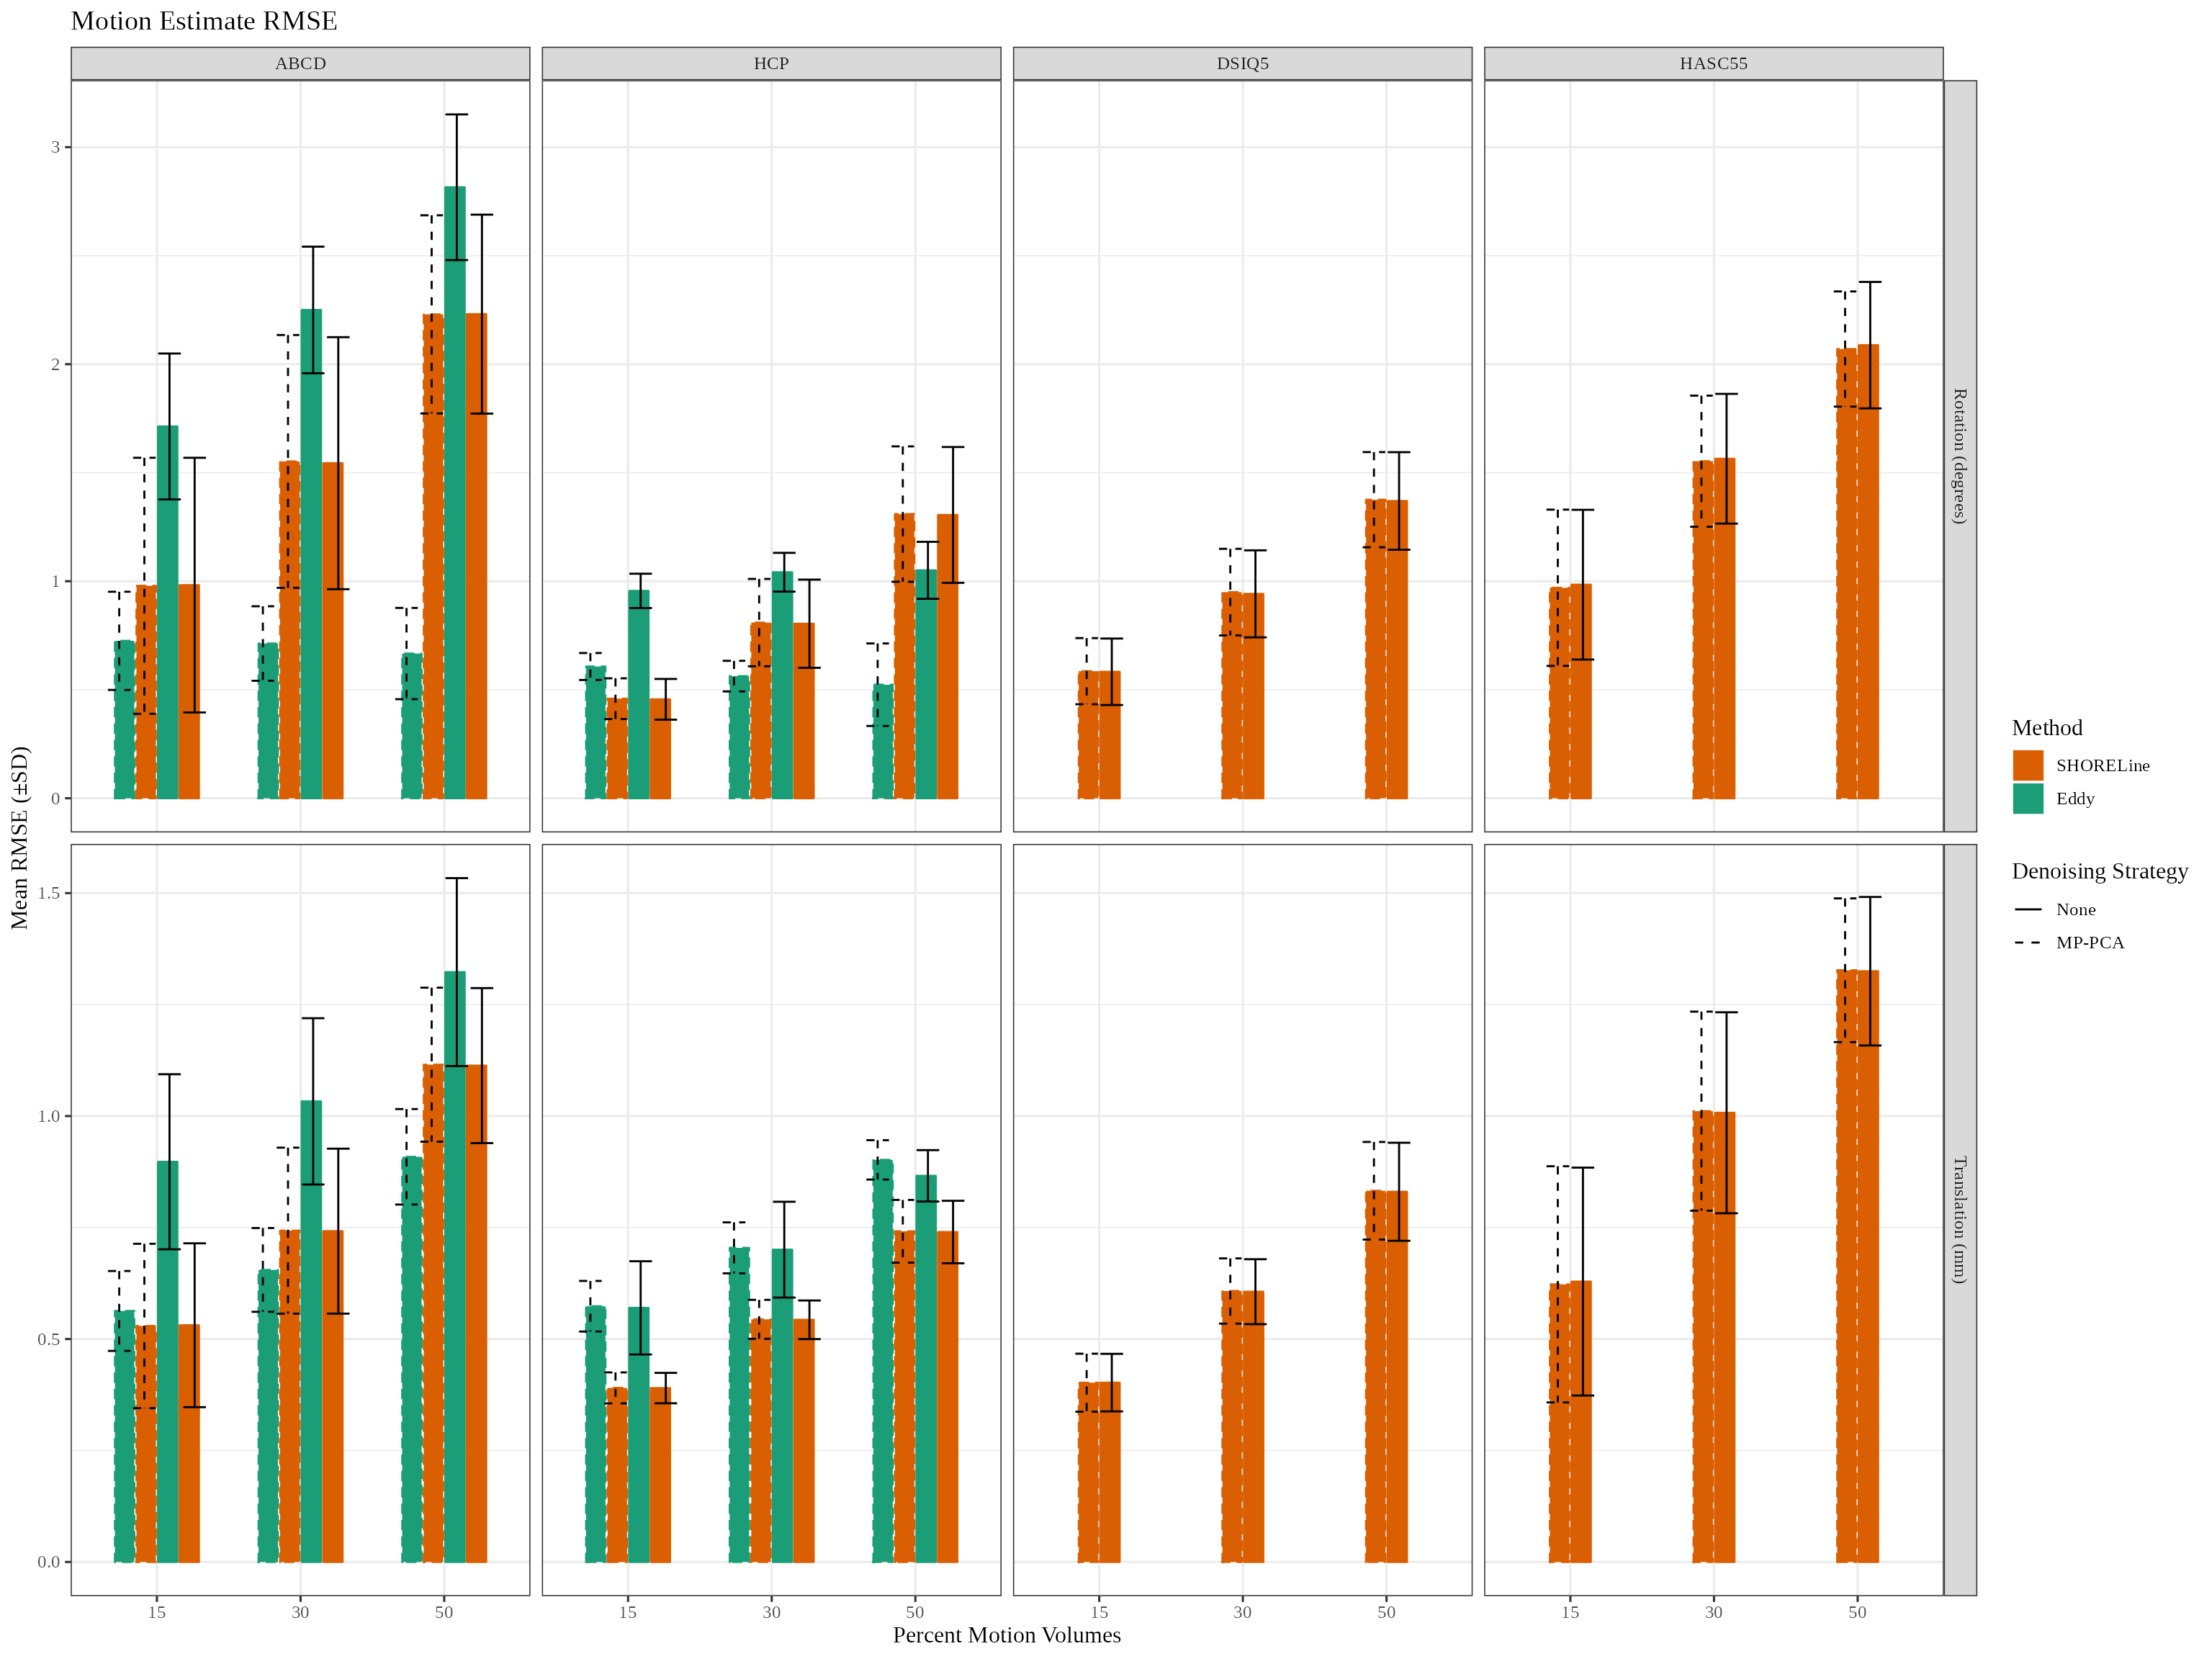 Motion Estimate RMSE
ABCD
HCP
DSIQ5
HASC55
Mean RMSE (±SD)
3
2
1
0
Rotation (degrees)
1.5
1.0
0.5
0.0
Translation (mm)
15
30
50
15
30
50
15
30
50
15
30
50
Percent Motion Volumes
Method
SHORELine
Eddy
Denoising Strategy
None
MP-PCA